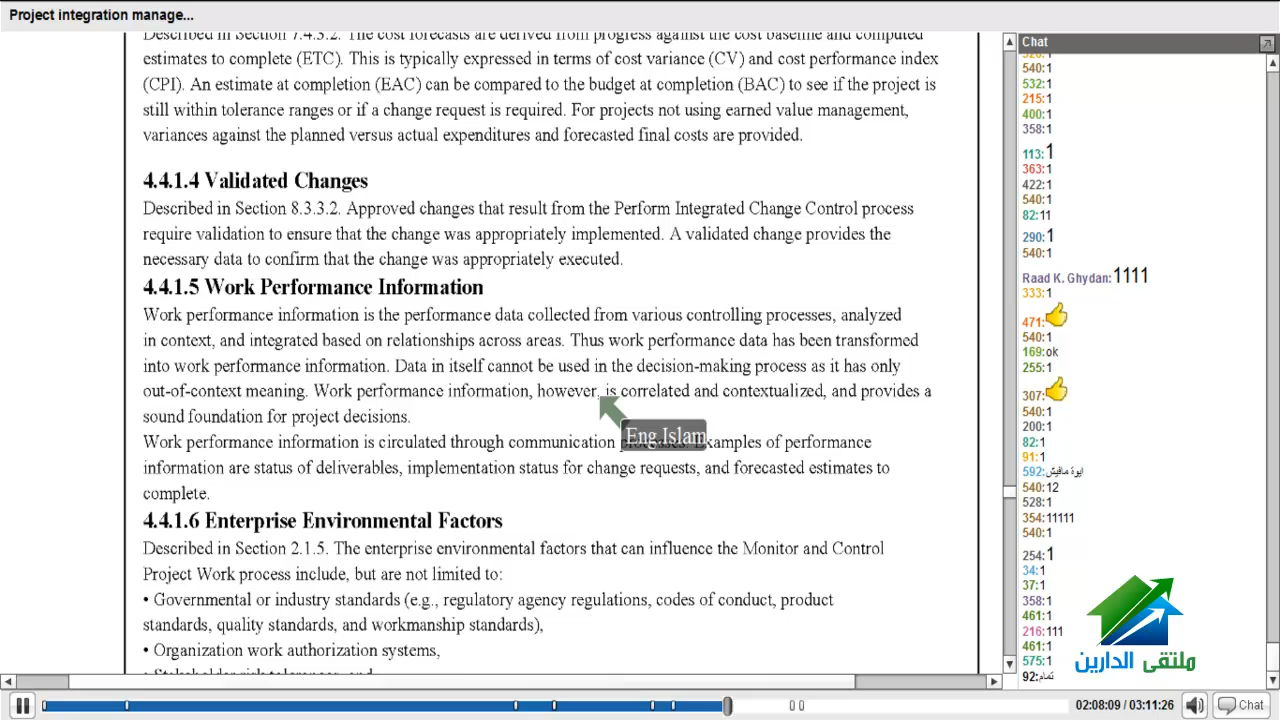 Project integration manage...
Described in Section 7.4.3.2. The cost forecasts are derived from progress against the cost baseline and computed
estimates to complete (ETC). This is typically expressed in terms of cost variance (CV) and cost performance index
(CPI). An estimate at completion (EAC) can be compared to the budget at completion (BAC) to see if the project is
still within tolerance ranges or if a change request is required. For projects not using earned value management,
variances against the planned versus actual expenditures and forecasted final costs are provided.
4.4.1.4 Validated Changes
Described in Section 8.3.3.2. Approved changes that result from the Perform Integrated Change Control process
require validation to ensure that the change was appropriately implemented. A validated change provides the
necessary data to confirm that the change was appropriately executed.
4.4.1.5 Work Performance Information
Work performance information is the performance data collected from various controlling processes, analyzed
in context, and integrated based on relationships across areas. Thus work performance data has been transformed
into work performance information. Data in itself cannot be used in the decision-making process as it has only
out-of-context meaning. Work performance information, however, is correlated and contextualized, and provides a
sound foundation for project decisions.
Eng.Islam
Work performance information is circulated through communication Examples of performance
information are status of deliverables, implementation status for change requests, and forecasted estimates to
complete.
4.4.1.6 Enterprise Environmental Factors
Described in Section 2.1.5. The enterprise environmental factors that can influence the Monitor and Control
Project Work process include, but are not limited to:
• Governmental or industry standards (e.g., regulatory agency regulations, codes of conduct, product
standards, quality standards, and workmanship standards),
• Organization work authorization systems,
Chat
540:1
532:1
215:1
400:1
358:1
113:1
363:1
422:1
540:1
82:11
290:1
540:1
Raad K. Ghydan:1111
333:1
471:
540:1
169:ok
255:1
307:
540:1
200:1
82:1
91:1
592:ايوة مافيش
540:12
528:1
354:11111
540:1
254:1
34:1
37:1
358:1
461:1
216:111
461:1
575:1
92:تمام
ملتقى الدارين
02:08:09 / 03:11:26
Chat